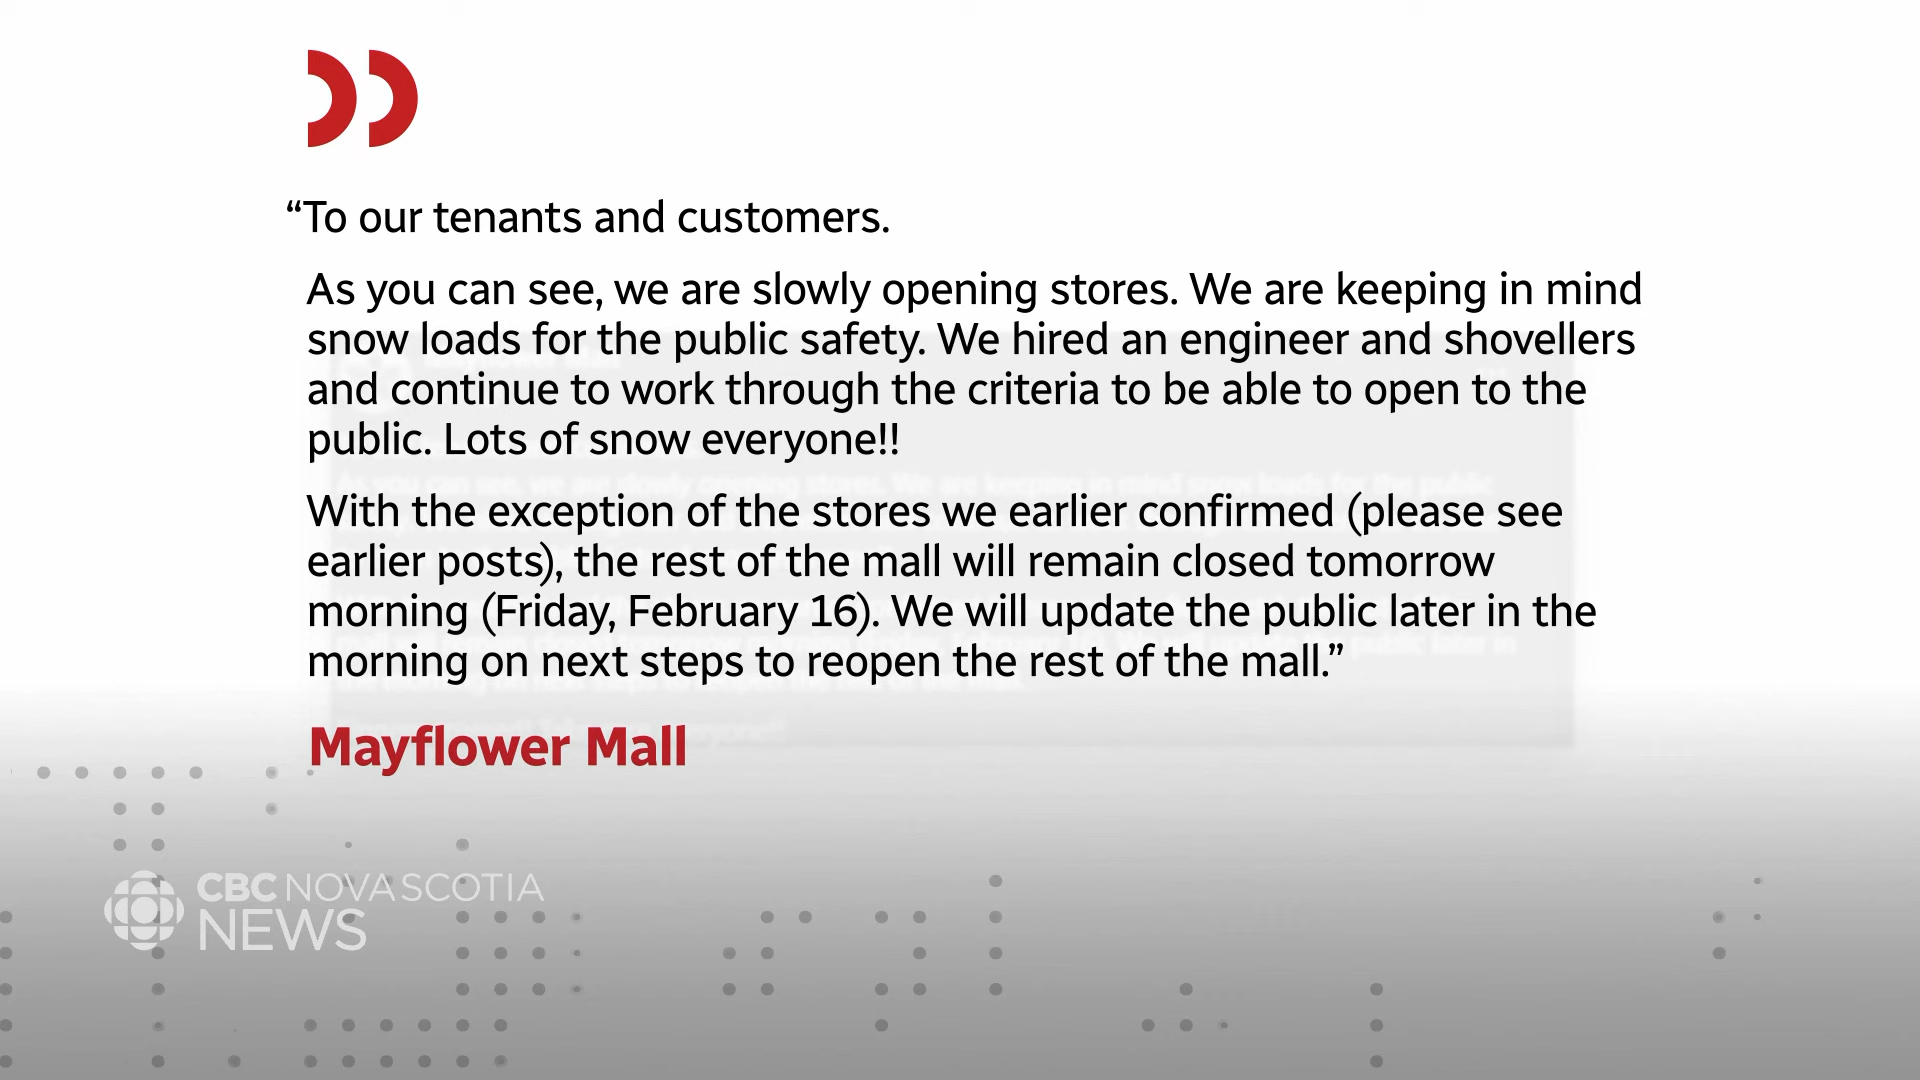 “To our tenants and customers.
As you can see, we are slowly opening stores. We are keeping in mind
snow loads for the public safety. We hired an engineer and shovellers
and continue to work through the criteria to be able to open to the
public. Lots of snow everyone!!
With the exception of the stores we earlier confirmed (please see
earlier posts), the rest of the mall will remain closed tomorrow
morning (Friday, February 16). We will update the public later in the
morning on next steps to reopen the rest of the mall.”
Mayflower Mall
CBC NOVA SCOTIA
NEWS